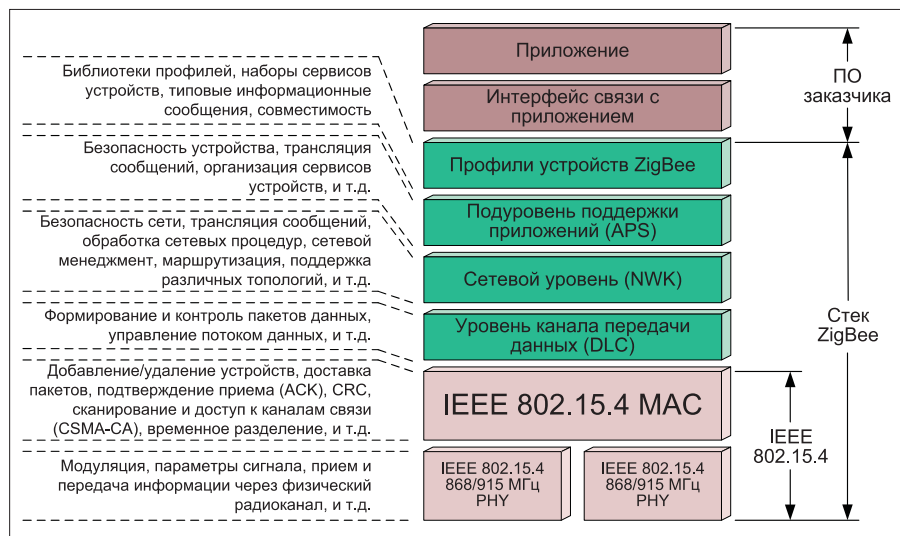 Приложение
Интерфейс связи с
приложением
ПО
заказчика
Библиотеки профилей, наборы сервисов
устройств, типовые информационные
сообщения, совместимость
Профили устройств ZigBee
Безопасность устройства, трансляция
сообщений, организация сервисов
устройств, и т.д.
Подуровень поддержки
приложений (APS)
Безопасность сети, трансляция сообщений,
обработка сетевых процедур, сетевой
менеджмент, маршрутизация, поддержка
различных топологий, и т.д.
Сетевой уровень (NWK)
Формирование и контроль пакетов данных,
управление потоком данных, и т.д.
Уровень канала передачи
данных (DLC)
Стек
ZigBee
Добавление/удаление устройств, доставка
пакетов, подтверждение приема (ACK), CRC,
сканирование и доступ к каналам связи
(CSMA-CA), временное разделение, и т.д.
IEEE 802.15.4 MAC
IEEE
802.15.4
Модуляция, параметры сигнала, прием и
передача информации через физический
радиоканал, и т.д.
IEEE 802.15.4
868/915 МГц
PHY
IEEE 802.15.4
868/915 МГц
PHY